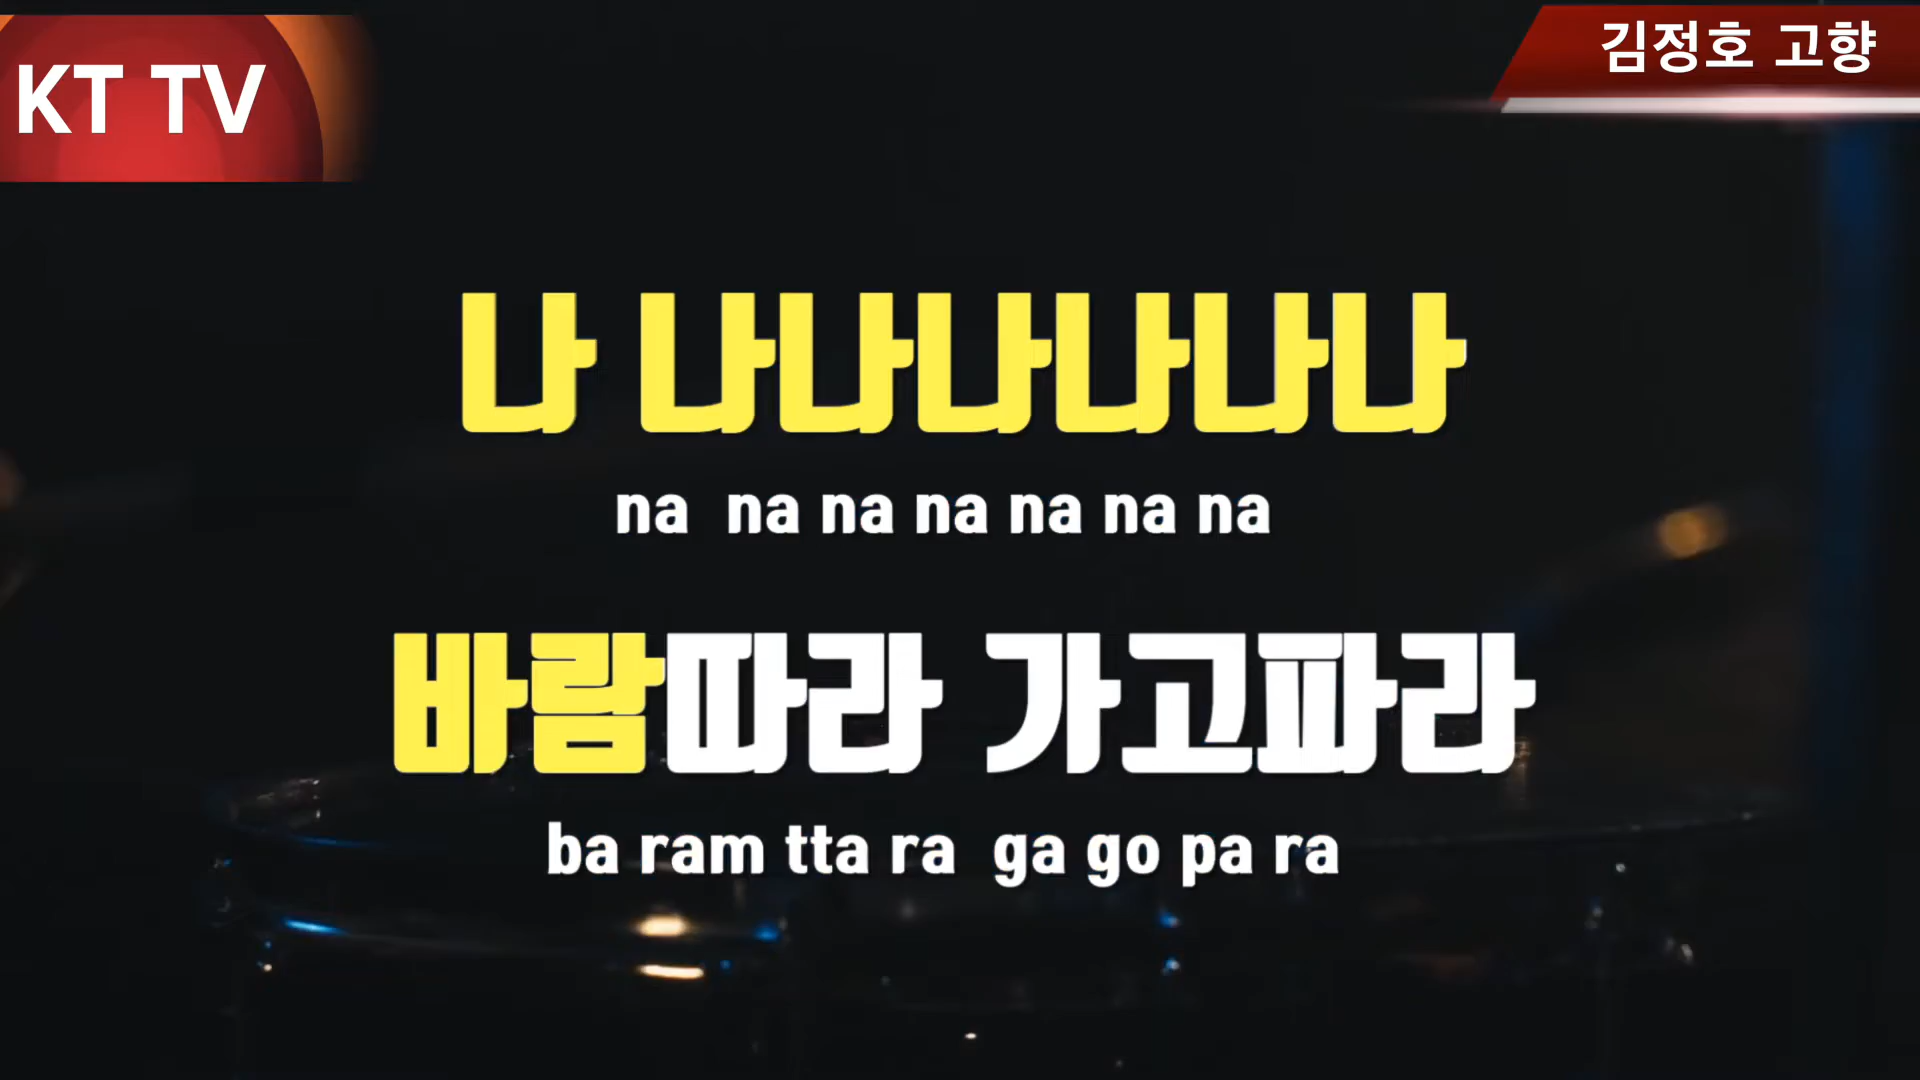 KT TV
김정호 고향
나 나나나나나나
na na na na na na na
바람따라 가고파라
ba ram tta ra ga go pa ra